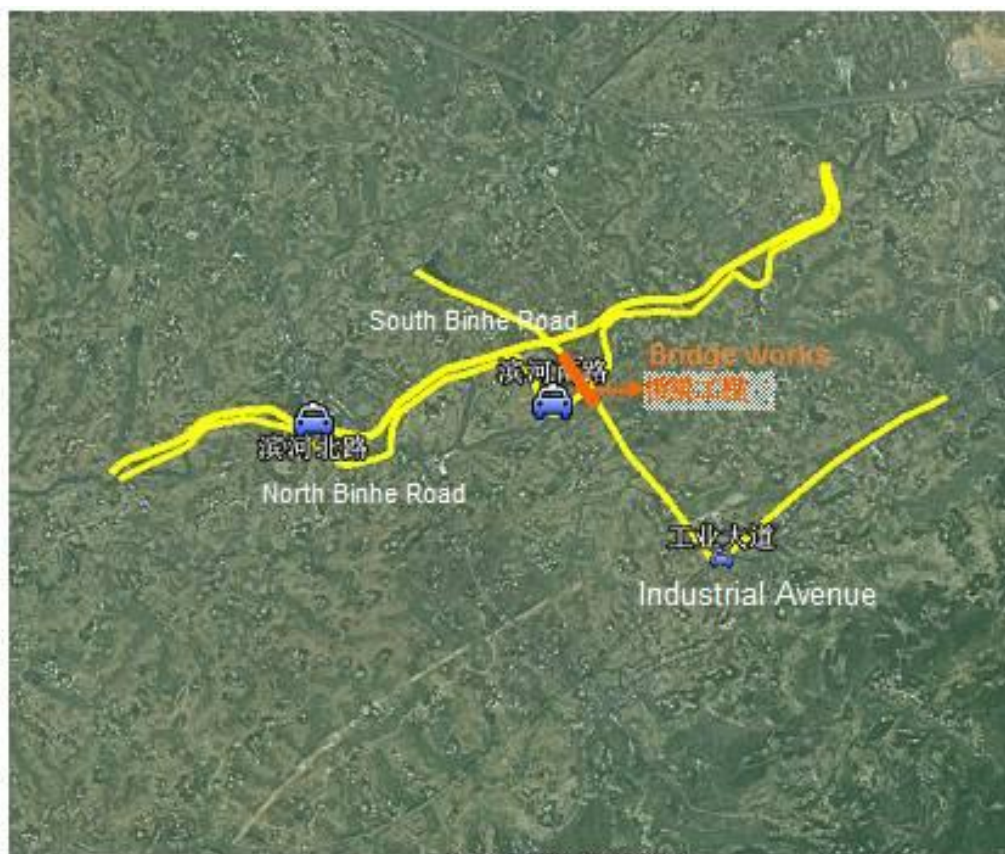 South Binhe Road
Bridge works
滨河南路
滨河北路
North Binhe Road
工业大道
Industrial Avenue